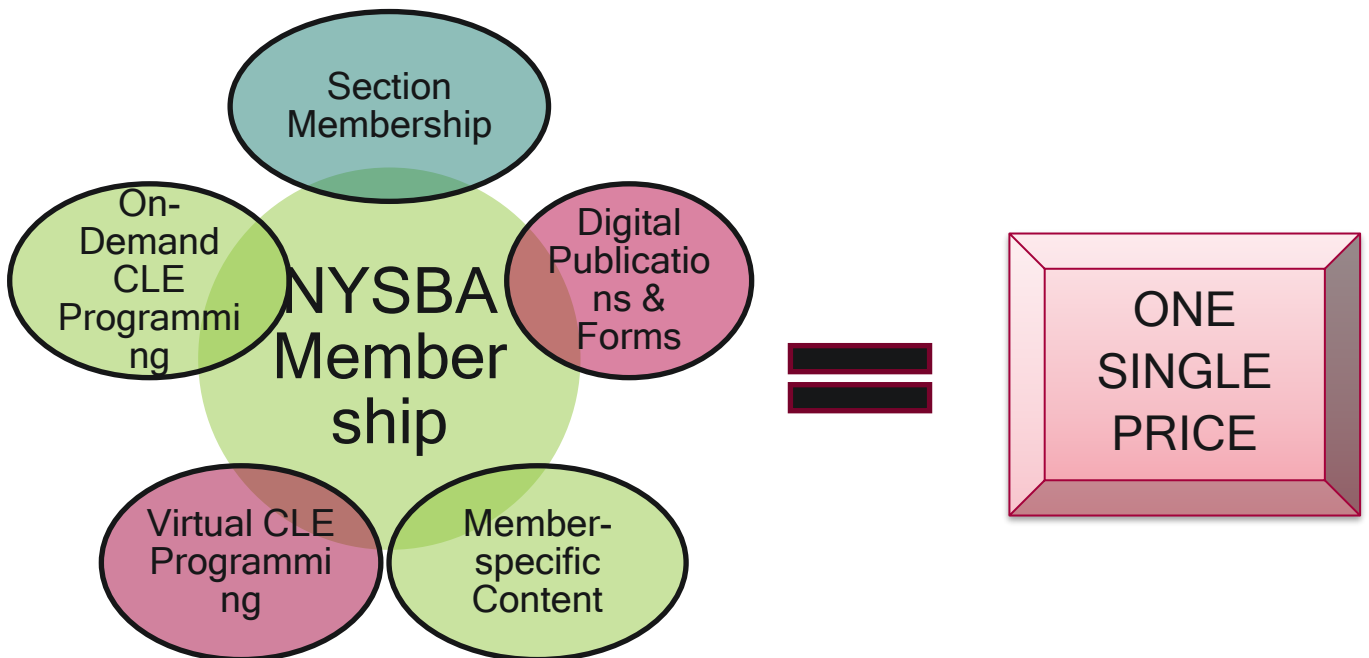 Section
Membership
On-
Demand
CLE
Programmi
ng
NYSBA
Member
ship
Digital
Publicatio
ns &
Forms
Virtual CLE
Programmi
ng
Member-
specific
Content
ONE
SINGLE
PRICE